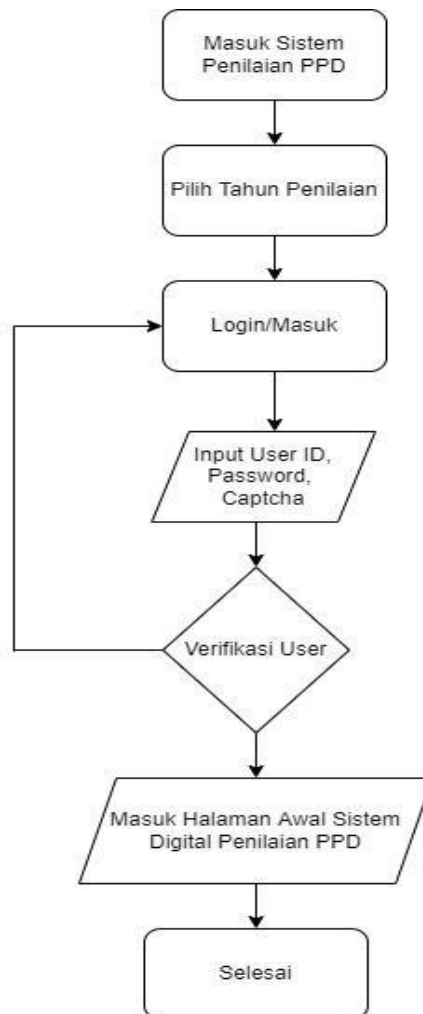 Masuk Sistem
Penilaian PPD
Pilih Tahun Penilaian
Login/Masuk
Input User ID,
Password,
Captcha
Verifikasi User
Masuk Halaman Awal Sistem
Digital Penilaian PPD
Selesai